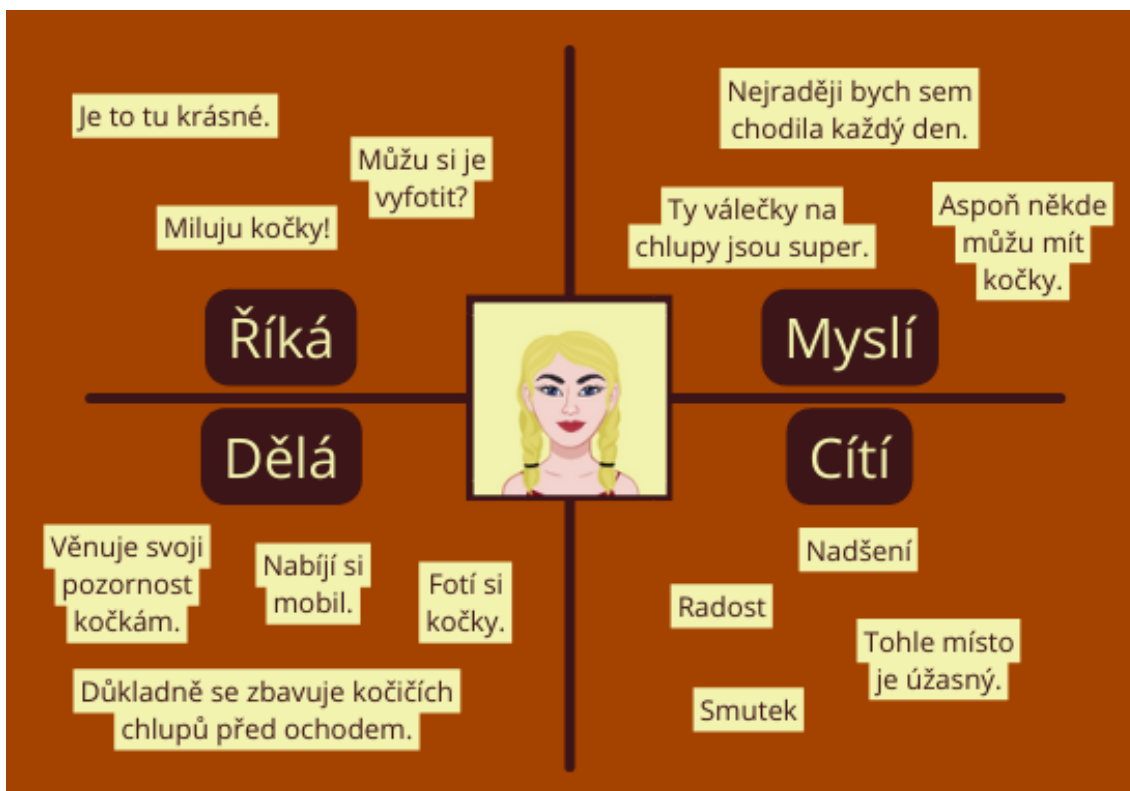 Je to tu krásné.
Můžu si je
vyfotit?
Miluju kočky!
Říká
Nejraději bych sem
chodila každý den.
Ty válečky na
chlupy jsou super.
Aspoň někde
můžu mít
kočky.
Myslí
Dělá
Věnuje svoji
pozornost
kočkám.
Nabíjí si
mobil.
Fotí si
kočky.
Důkladně se zbavuje kočičích
chlupů před ochodem.
Cítí
Nadšení
Radost
Tohle místo
je úžasný.
Smutek